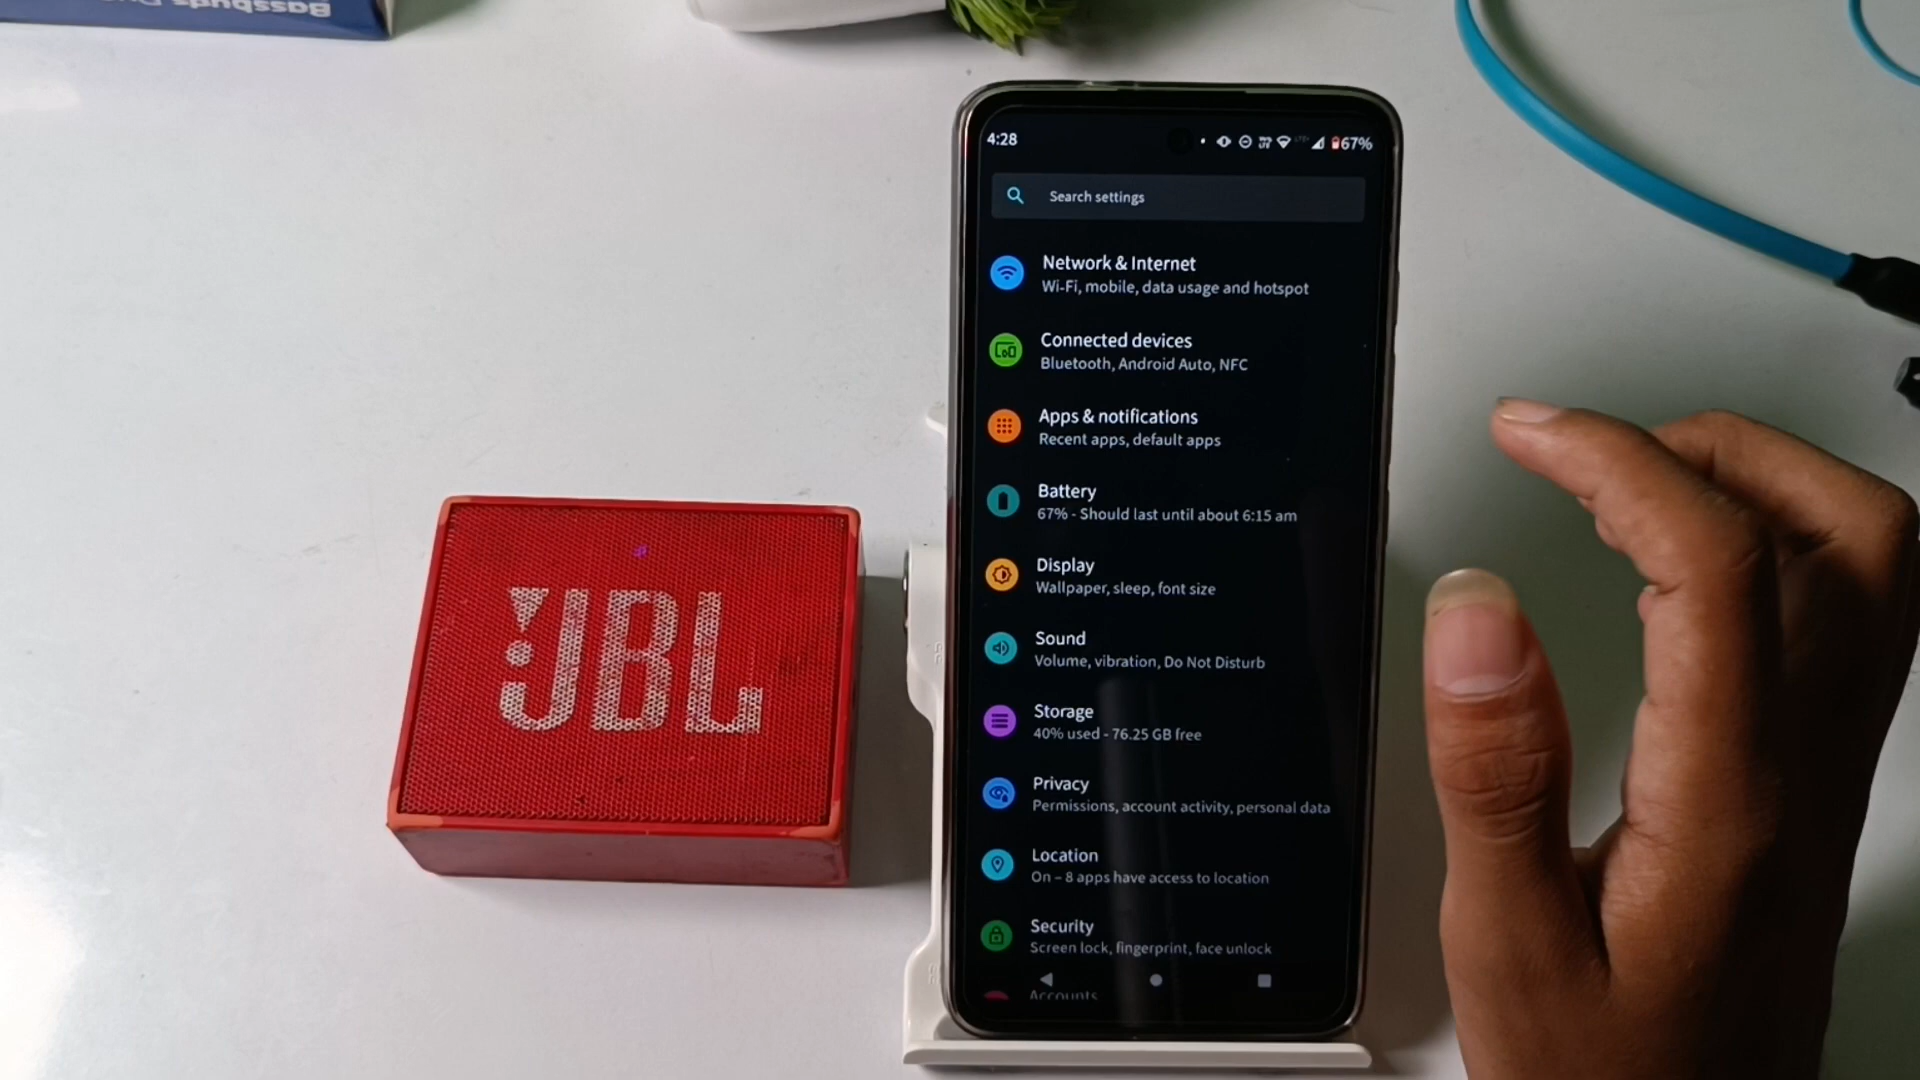 Bassbuds
JBL
4:28
67%
Search settings
Network & Internet
Wi-Fi, mobile, data usage and hotspot
Connected devices
Bluetooth, Android Auto, NFC
Apps & notifications
Recent apps, default apps
Battery
67% - Should last until about 6:15 am
Display
Wallpaper, sleep, font size
Sound
Volume, vibration, Do Not Disturb
Storage
40% used - 76.25 GB free
Privacy
Permissions, account activity, personal data
Location
On – 8 apps have access to location
Security
Screen lock, fingerprint, face unlock
Accounts